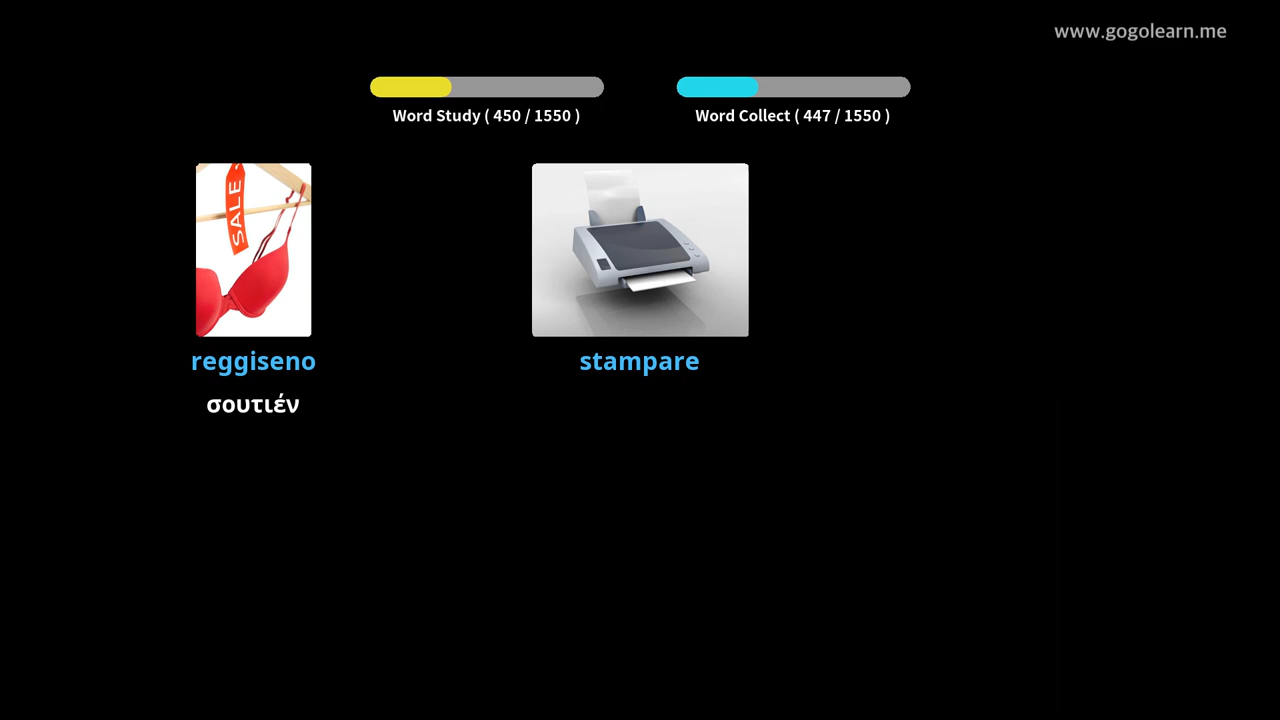 www.gogolearn.me
Word Study ( 450 / 1550 )
Word Collect ( 447 / 1550 )
SALE
reggiseno
stampare
σουτιέν